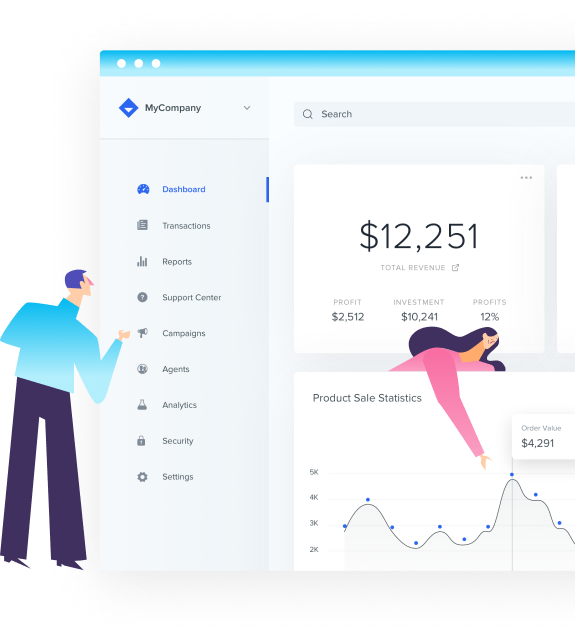 MyCompany
Search
Dashboard
Transactions
Reports
Support Center
Campaigns
Agents
Analytics
Security
Settings
$12,251
TOTAL REVENUE
PROFIT INVESTMENT PROFITS
$2,512 $10,241 12%
Product Sale Statistics
Order Value
$4,291
5K
4K
3K
2K